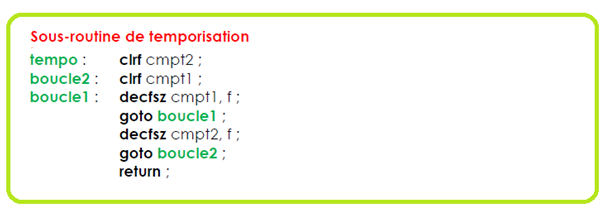 Sous-routine de temporisation
tempo : clrf cmpt2 ;
boucle2 : clrf cmpt1 ;
boucle1 : decfsz cmpt1, f ;
goto boucle1 ;
decfsz cmpt2, f ;
goto boucle2 ;
return ;